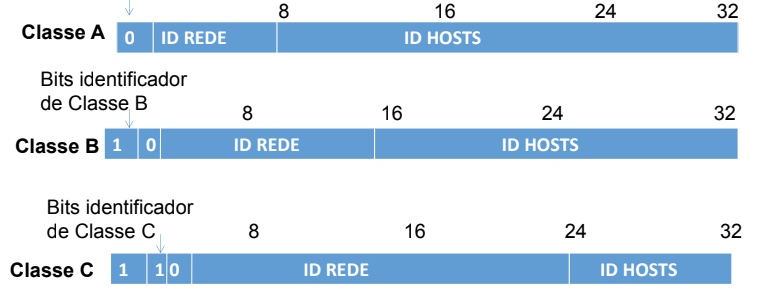 8 16 24 32
Classe A 0 ID REDE ID HOSTS
Bits identificador
de Classe B
8 16 24 32
Classe B 1 0 ID REDE ID HOSTS
Bits identificador
de Classe C 8 16 24 32
Classe C 1 1 0 ID REDE ID HOSTS